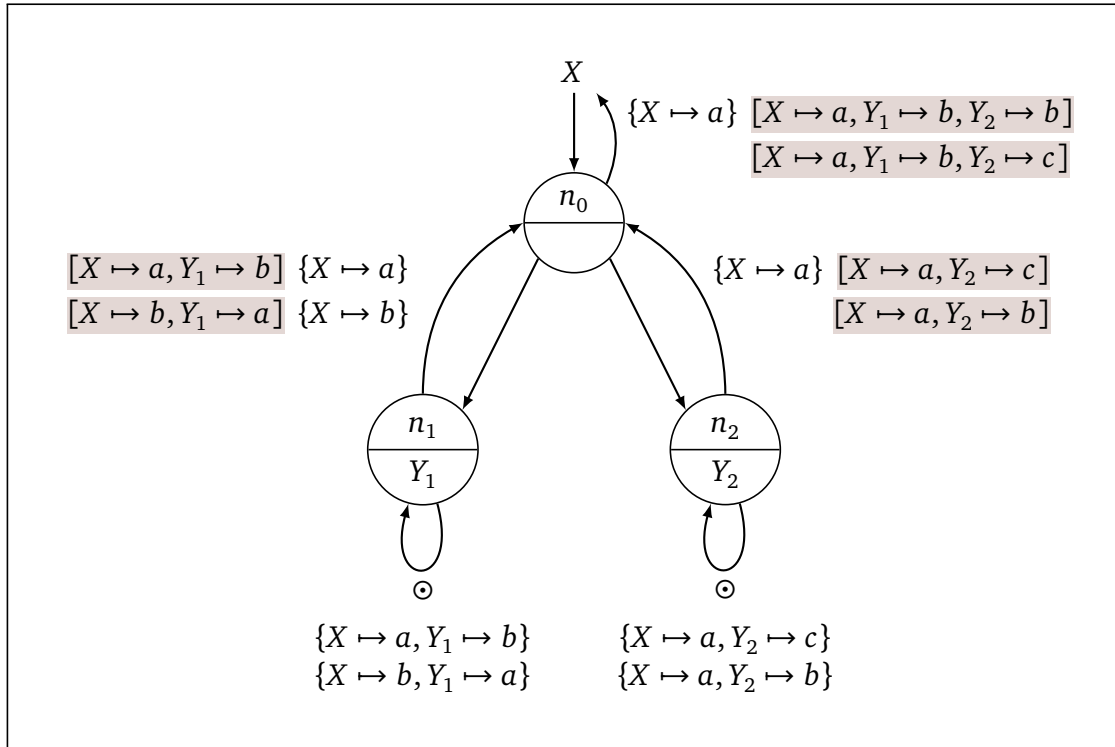 X
{X ↦ a} [X ↦ a, Y₁ ↦ b, Y₂ ↦ b]
[X ↦ a, Y₁ ↦ b, Y₂ ↦ c]
n₀
[X ↦ a, Y₁ ↦ b] {X ↦ a}
[X ↦ b, Y₁ ↦ a] {X ↦ b}
{X ↦ a} [X ↦ a, Y₂ ↦ c]
[X ↦ a, Y₂ ↦ b]
n₁
Y₁
n₂
Y₂
⊙
⊙
{X ↦ a, Y₁ ↦ b}
{X ↦ b, Y₁ ↦ a}
{X ↦ a, Y₂ ↦ c}
{X ↦ a, Y₂ ↦ b}